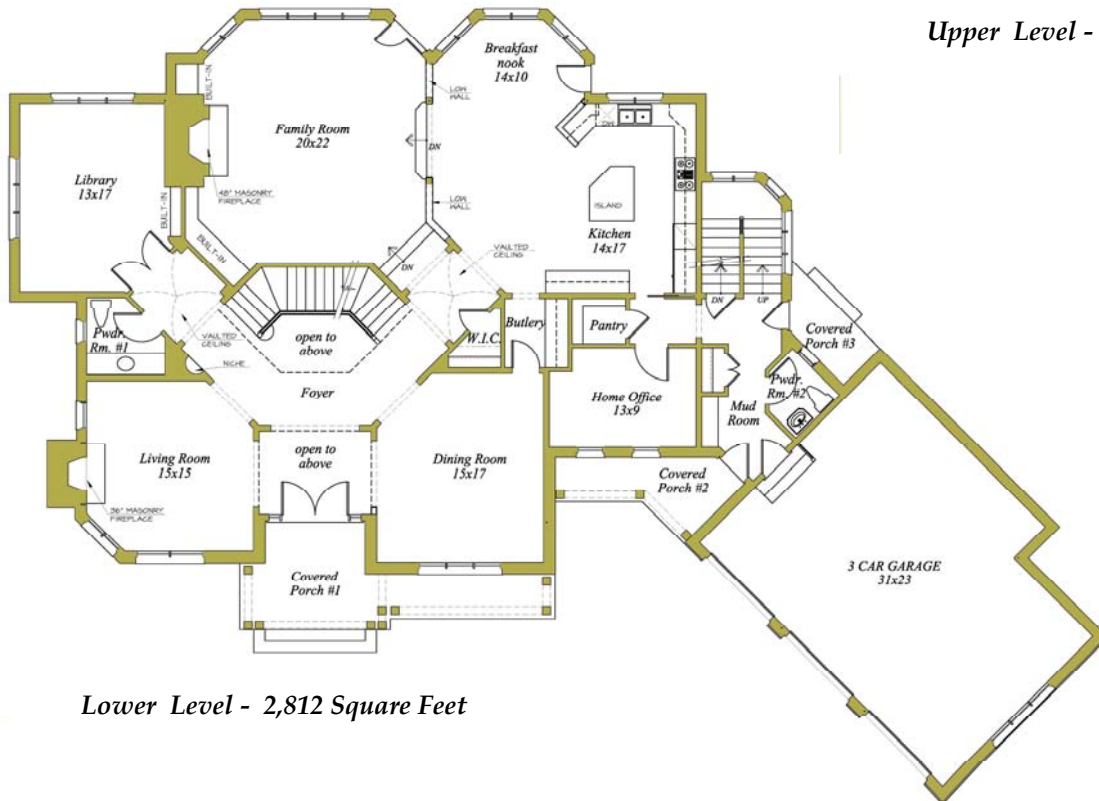 Upper Level -
Breakfast
nook
14x10
BUILT-IN
LOW
WALL
Family Room
20x22
DN
DW
Library
13x17
48" MASONRY
FIREPLACE
BUILT-IN
LOW
WALL
ISLAND
Kitchen
14x17
BUILT-IN
DN
VAULTED
CEILING
DN
UP
Pwdr.
Rm. #1
VAULTED
CEILING
NICHE
open to
above
W.I.C.
Butlery
Pantry
Covered
Porch #3
Foyer
Home Office
13x9
Pwdr.
Rm. #2
Mud
Room
Living Room
15x15
open to
above
Dining Room
15x17
Covered
Porch #2
36" MASONRY
FIREPLACE
Covered
Porch #1
3 CAR GARAGE
31x23
Lower Level - 2,812 Square Feet